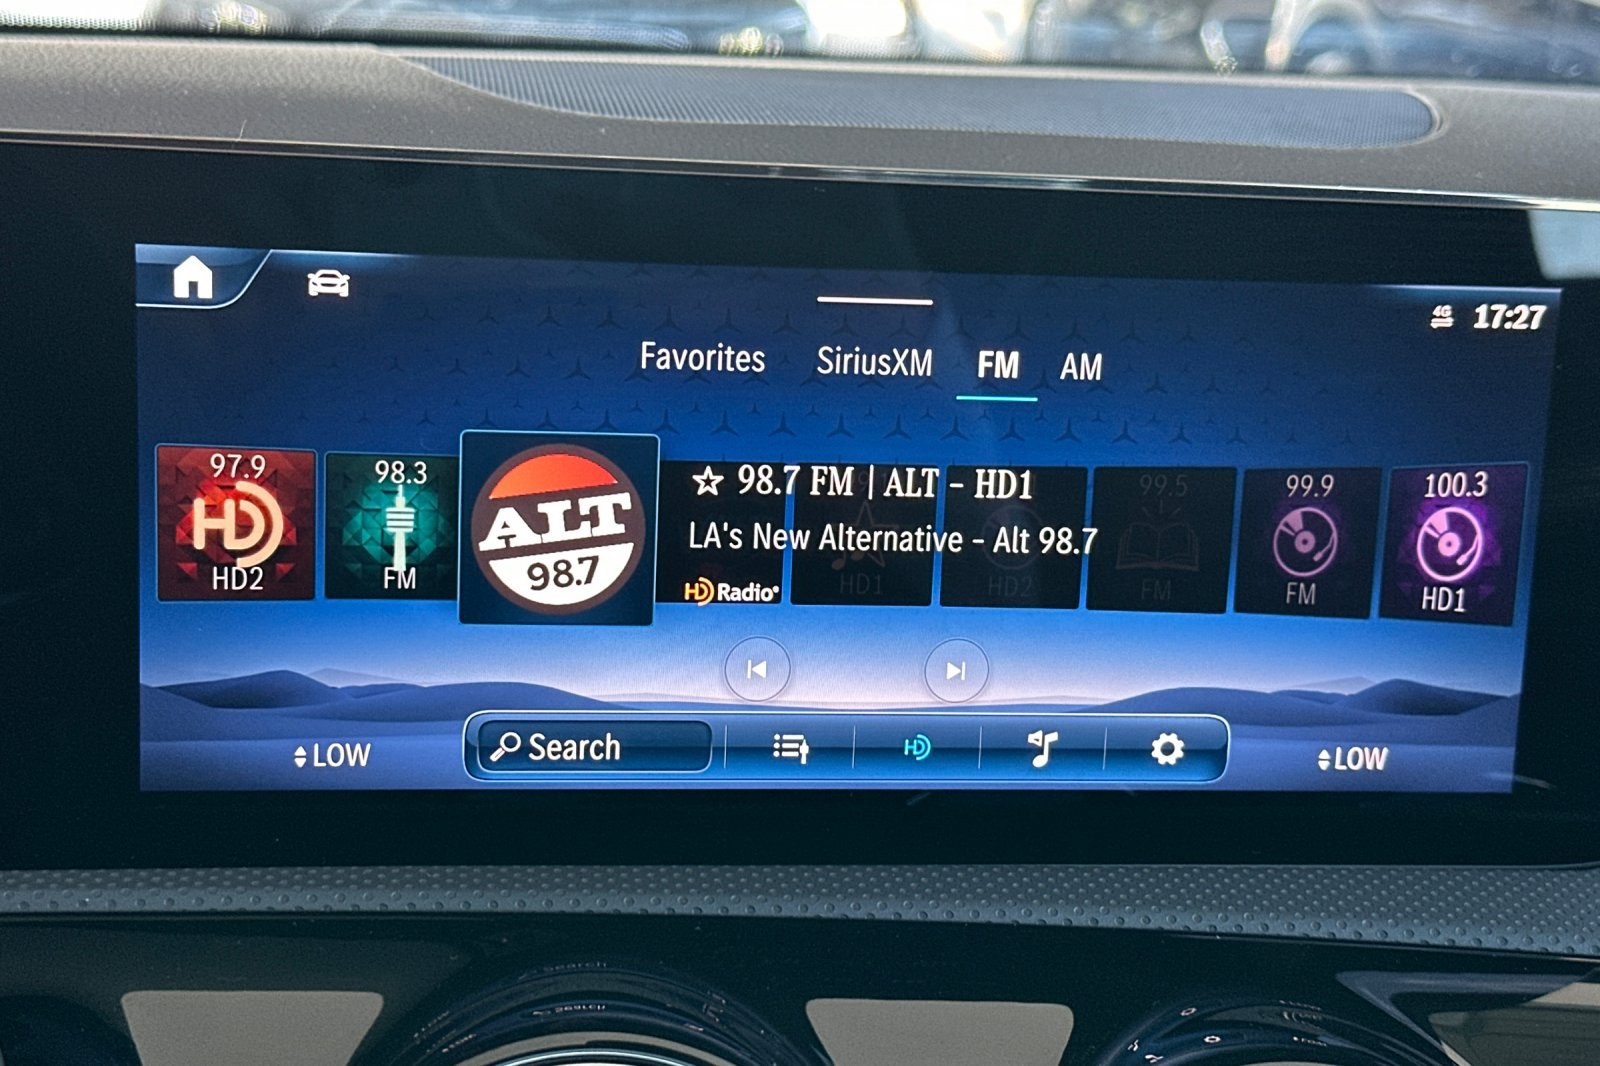 4G 17:27
Favorites SiriusXM FM AM
97.9
HD2
98.3
FM
ALT
98.7
☆ 98.7 FM | ALT - HD1
LA's New Alternative - Alt 98.7
HD Radio®
HD1
HD2
99.5
FM
99.9
FM
100.3
HD1
LOW
Search
HD
LOW